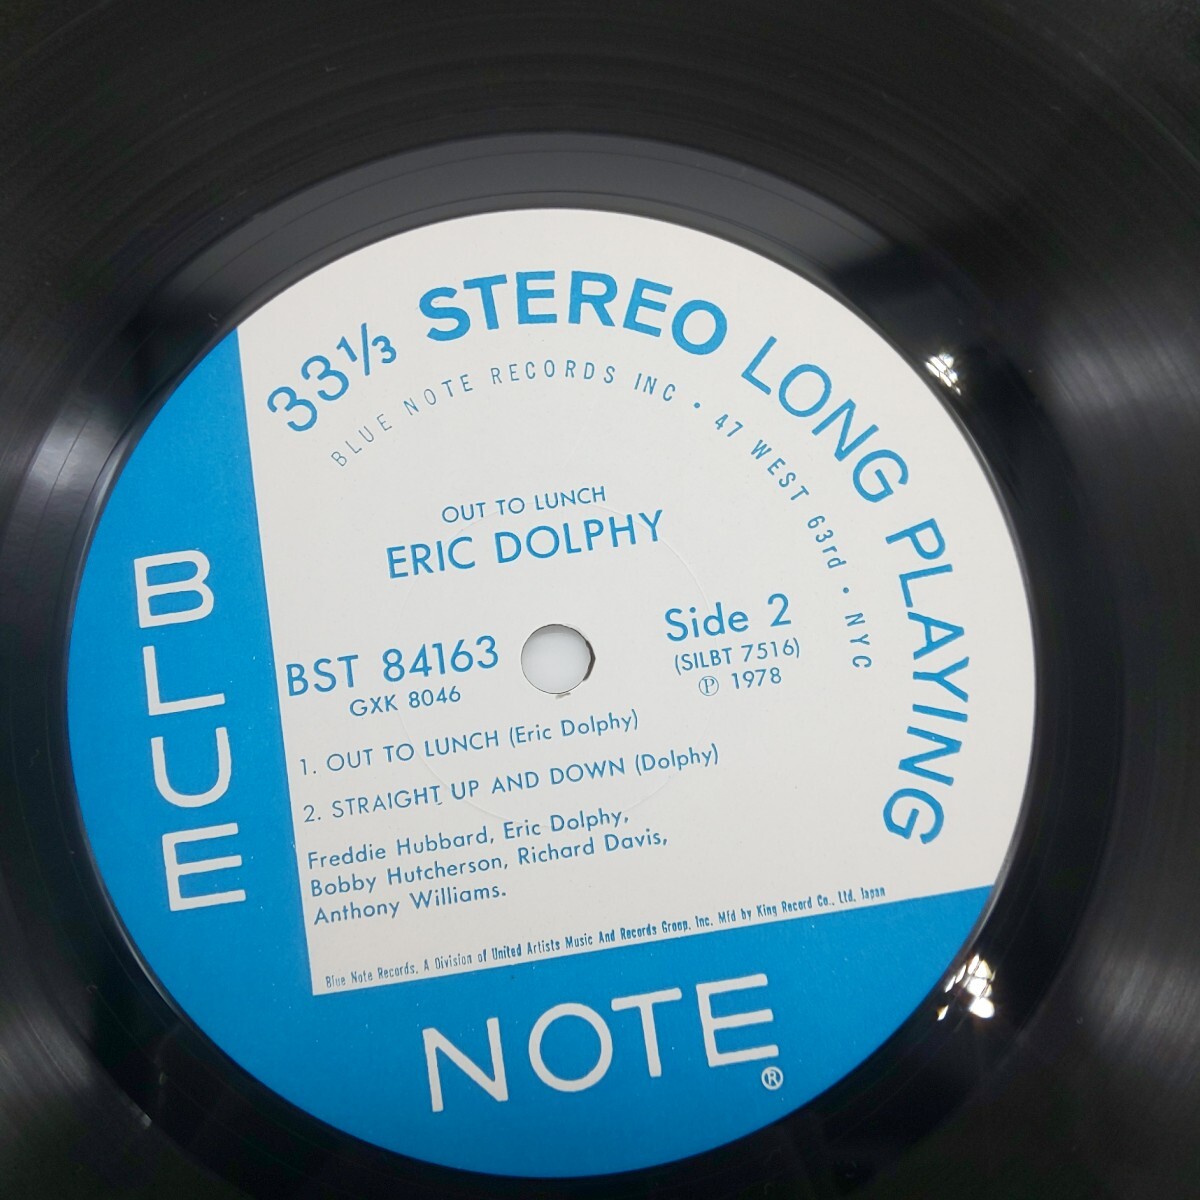 33⅓ STEREO LONG PLAYING
BLUE NOTE RECORDS INC • 47 WEST 63rd • NYC
OUT TO LUNCH
ERIC DOLPHY
BST 84163
GXK 8046
Side 2
(SILBT 7516)
Ⓟ 1978
1. OUT TO LUNCH (Eric Dolphy)
2. STRAIGHT UP AND DOWN (Dolphy)
Freddie Hubbard, Eric Dolphy,
Bobby Hutcherson, Richard Davis,
Anthony Williams.
Blue Note Records. A Division of United Artists Music And Records Group, Inc. Mfd by King Record Co., Ltd. Japan
BLUE
NOTE®